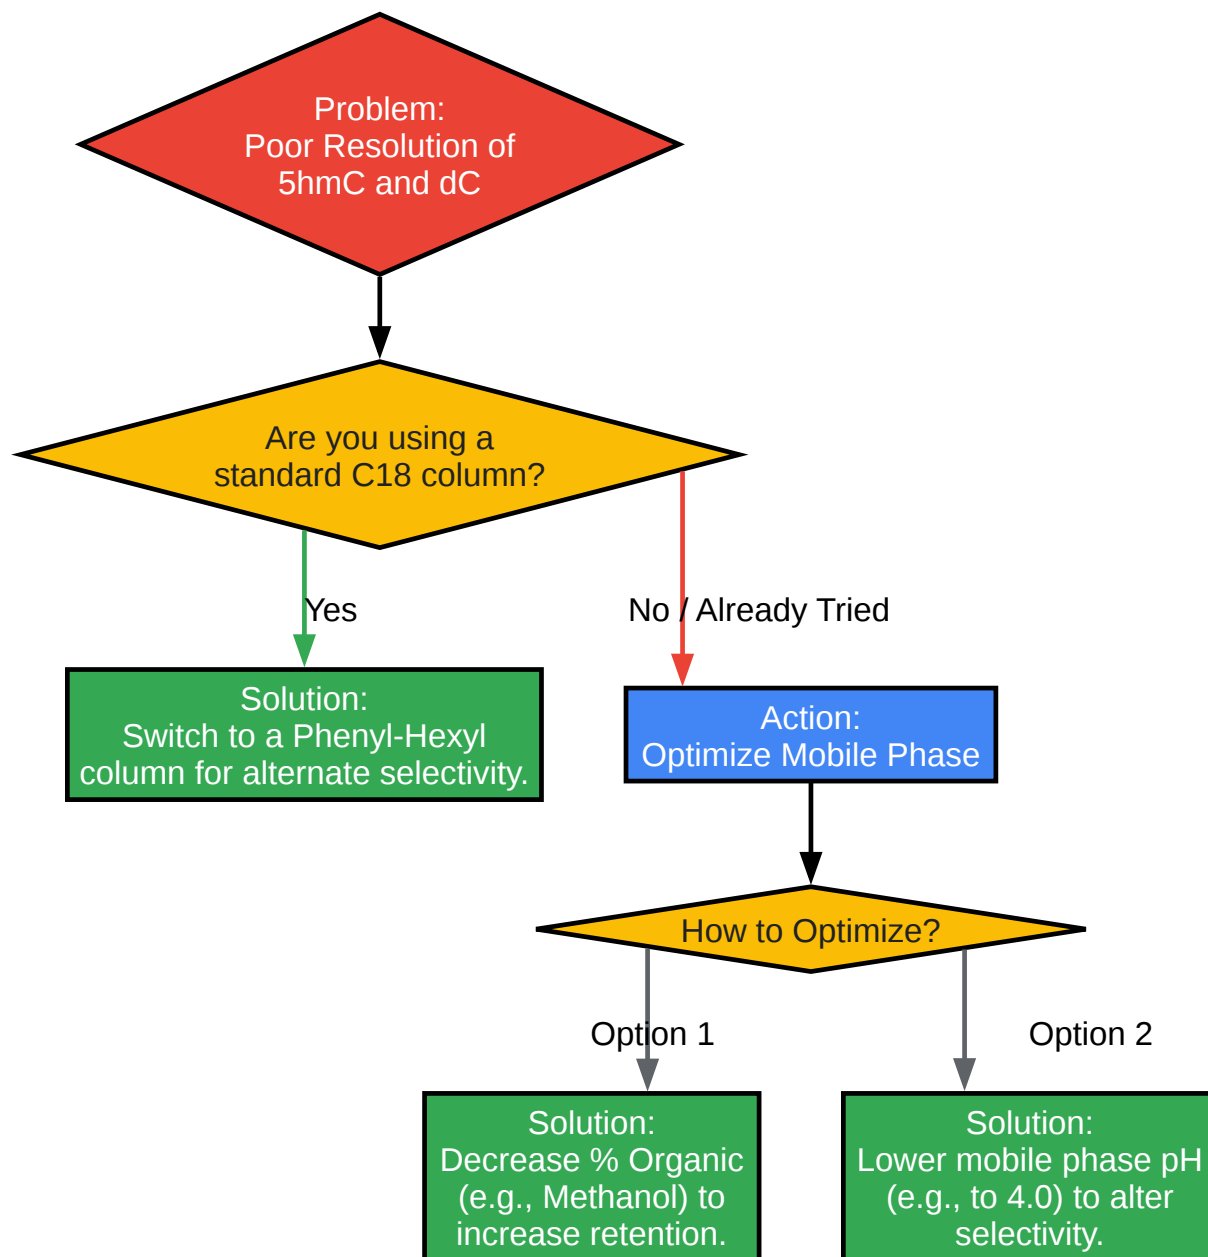 Problem:
Poor Resolution of
5hmC and dC
Are you using a
standard C18 column?
Yes
No / Already Tried
Solution:
Switch to a Phenyl-Hexyl
column for alternate selectivity.
Action:
Optimize Mobile Phase
How to Optimize?
Option 1
Option 2
Solution:
Decrease % Organic
(e.g., Methanol) to
increase retention.
Solution:
Lower mobile phase pH
(e.g., to 4.0) to alter
selectivity.